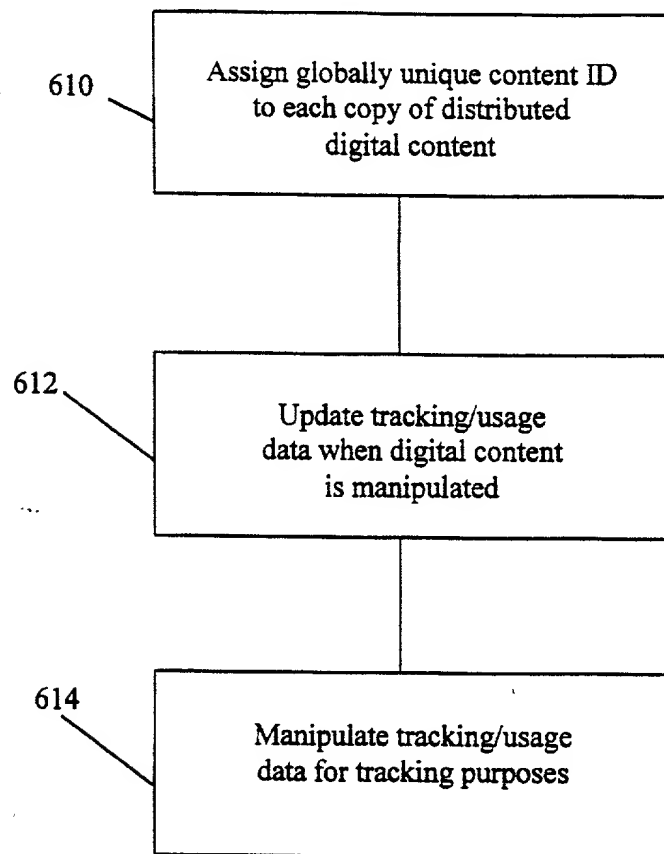 610
Assign globally unique content ID
to each copy of distributed
digital content
612
Update tracking/usage
data when digital content
is manipulated
614
Manipulate tracking/usage
data for tracking purposes